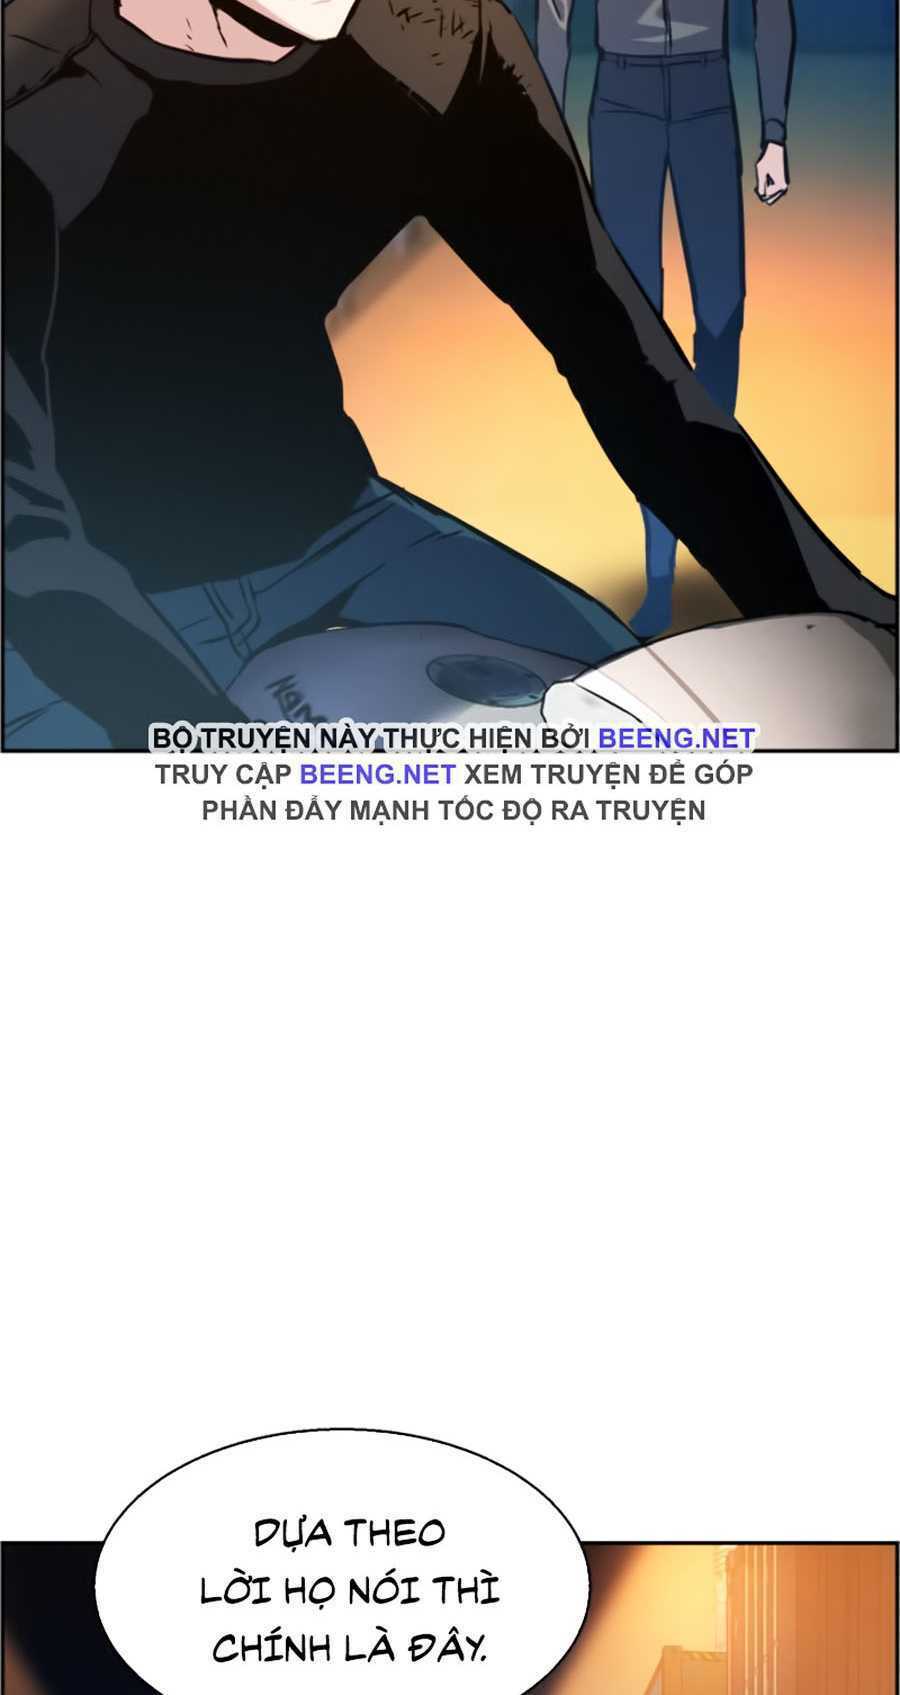 BỘ TRUYỆN NÀY THỰC HIỆN BỞI BEENG.NET
TRUY CẬP BEENG.NET XEM TRUYỆN ĐỂ GÓP
PHẦN ĐẨY MẠNH TỐC ĐỘ RA TRUYỆN
DỰA THEO
LỜI HỌ NÓI THÌ
CHÍNH LÀ ĐÂY.